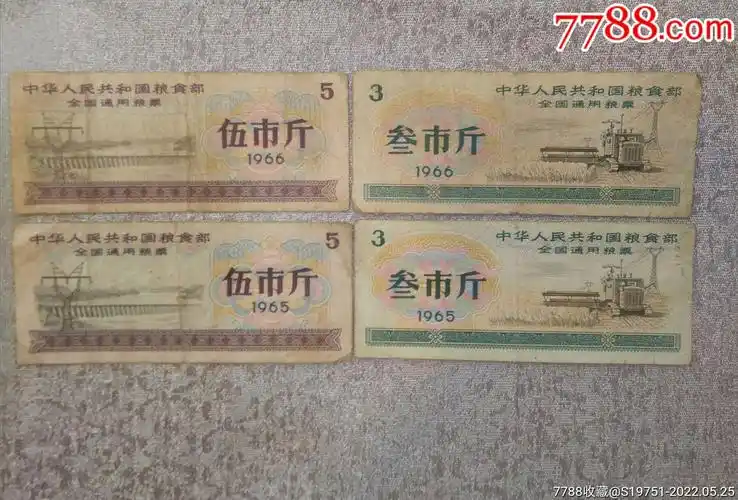 7788.com
中华人民共和国粮食部
全国通用粮票
5
伍市斤
1966
3
中华人民共和国粮食部
全国通用粮票
叁市斤
1966
中华人民共和国粮食部
全国通用粮票
5
伍市斤
1965
3
中华人民共和国粮食部
全国通用粮票
叁市斤
1965
7788收藏@S19751-2022.05.25